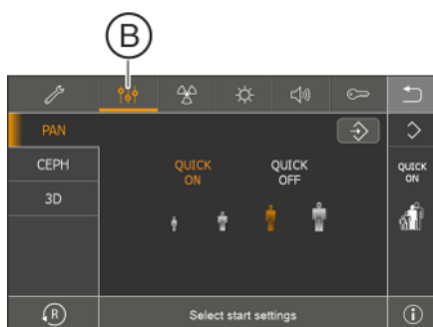 B
PAN
CEPH
3D
QUICK
ON
QUICK
OFF
QUICK
ON
R
Select start settings
i